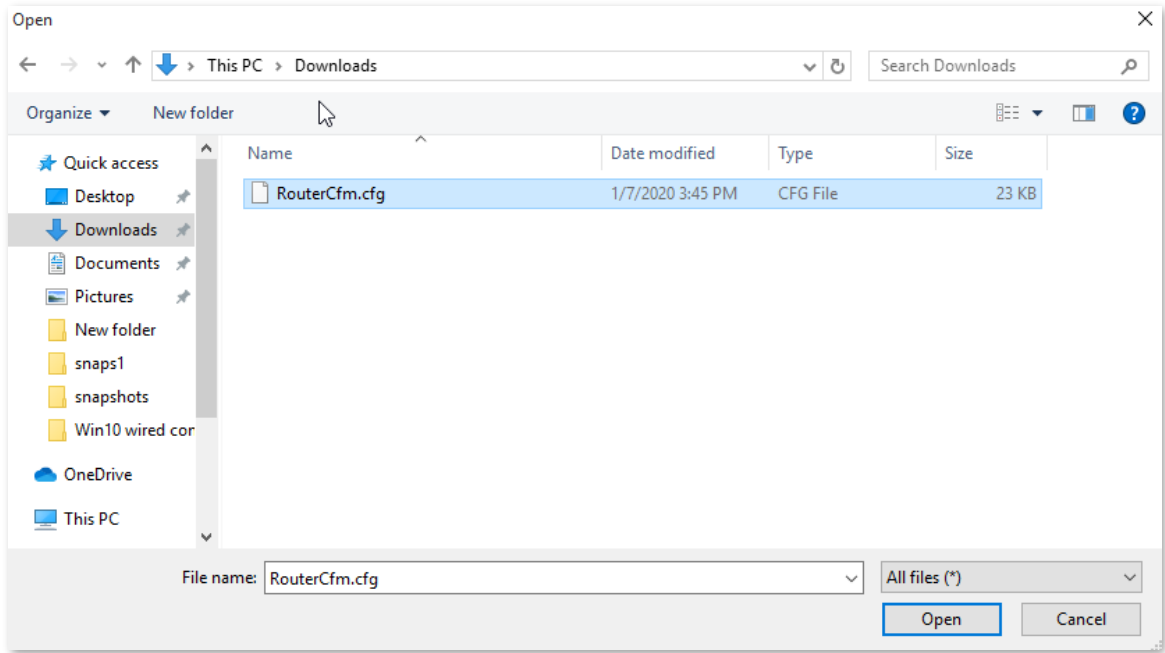 Open
This PC > Downloads
Search Downloads
Organize
New folder
?
Name
Date modified
Type
Size
RouterCfm.cfg
1/7/2020 3:45 PM
CFG File
23 KB
Quick access
Desktop
Downloads
Documents
Pictures
New folder
snaps1
snapshots
Win10 wired cor
OneDrive
This PC
File name:
RouterCfm.cfg
All files (*)
Open
Cancel